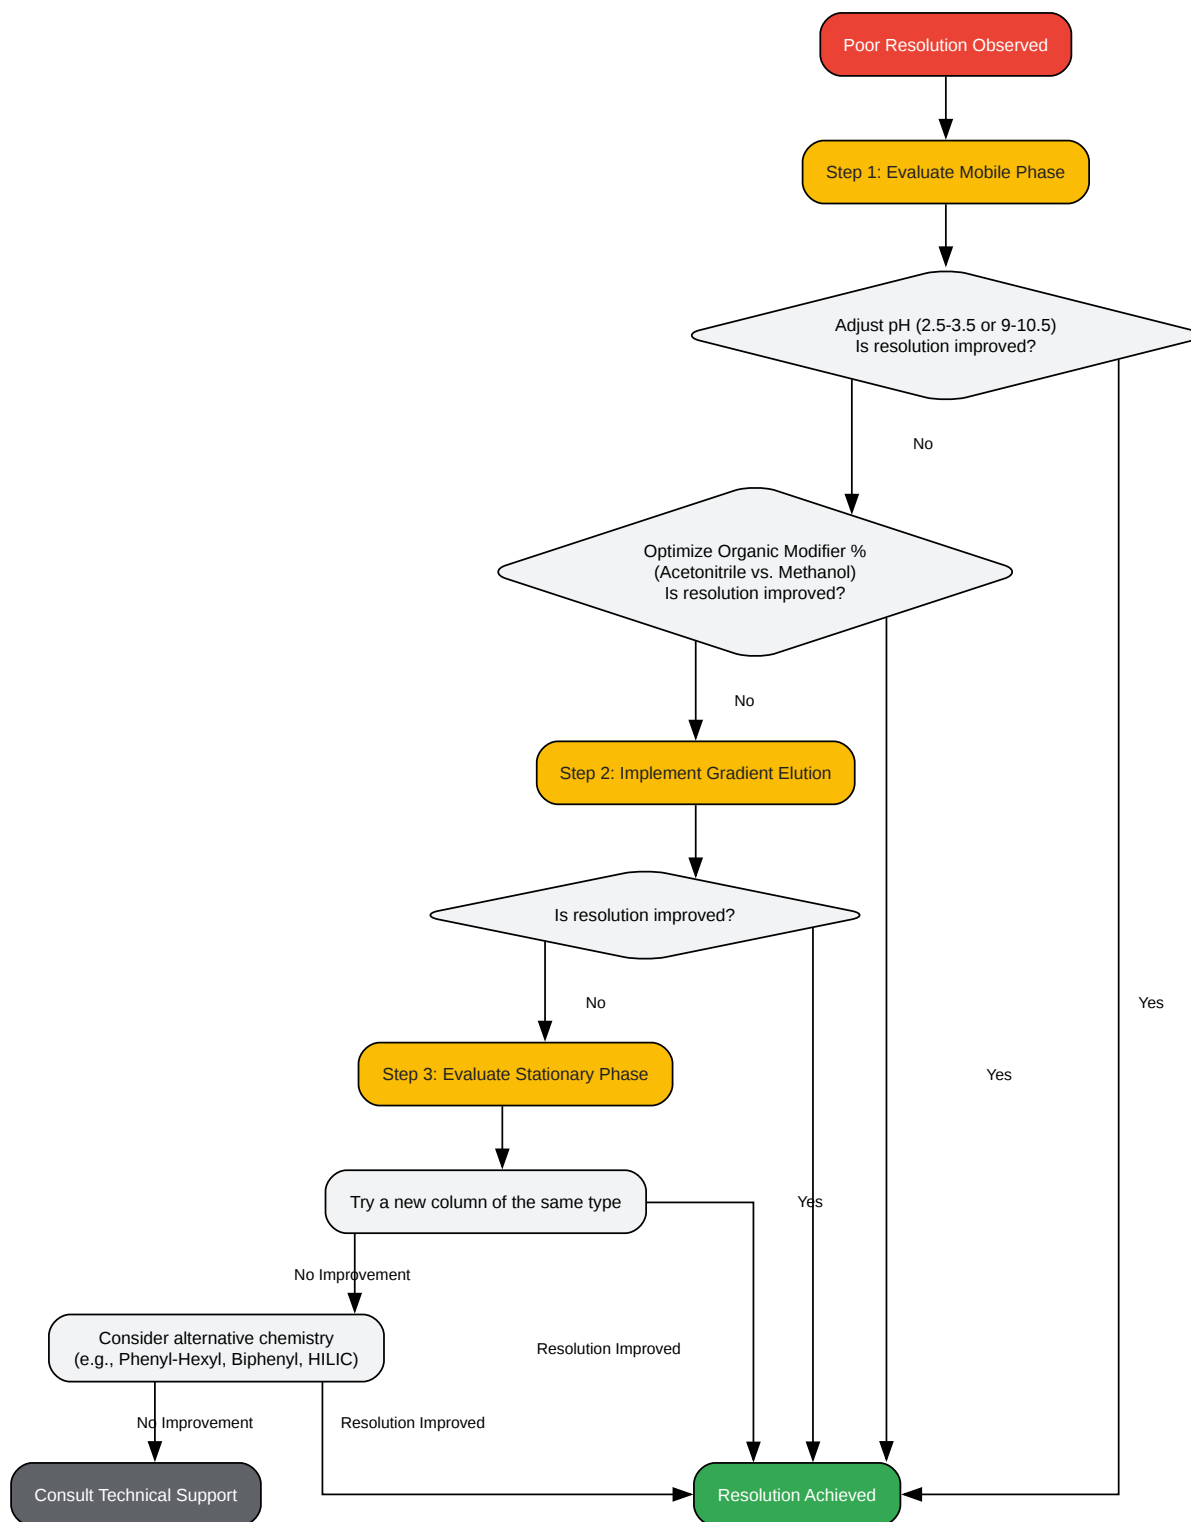 Poor Resolution Observed
Step 1: Evaluate Mobile Phase
Adjust pH (2.5-3.5 or 9-10.5)
Is resolution improved?
No
Optimize Organic Modifier %
(Acetonitrile vs. Methanol)
Is resolution improved?
No
Step 2: Implement Gradient Elution
Is resolution improved?
No
Yes
Step 3: Evaluate Stationary Phase
Yes
Try a new column of the same type
Yes
No Improvement
Consider alternative chemistry
(e.g., Phenyl-Hexyl, Biphenyl, HILIC)
Resolution Improved
No Improvement
Resolution Improved
Consult Technical Support
Resolution Achieved